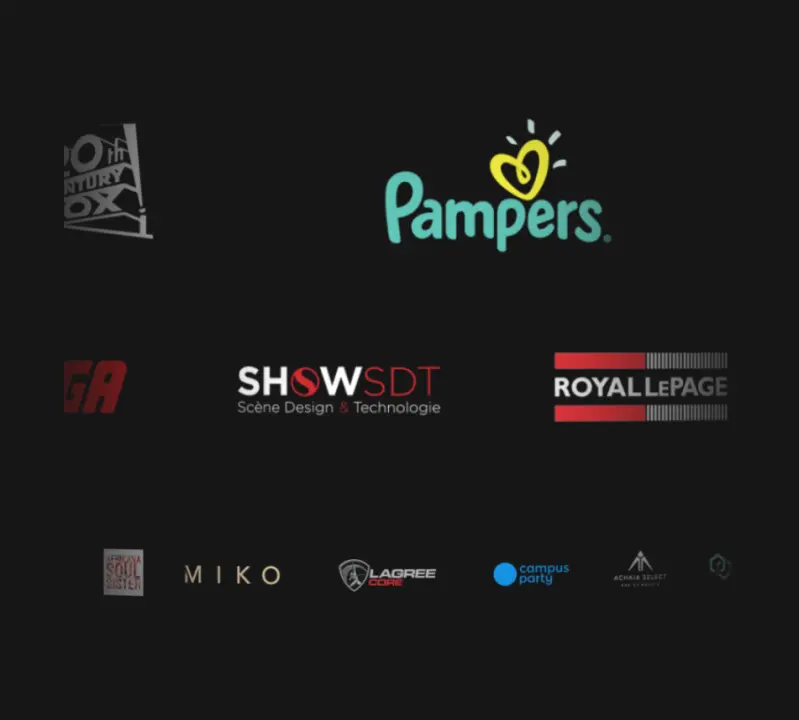 20th
CENTURY
FOX
Pampers.
GA
SHOWSDT
Scène Design & Technologie
ROYAL LEPAGE
SOUL
SISTER
MIKO
LAGREE
CORE
campus
party
ACHAIA SELECT